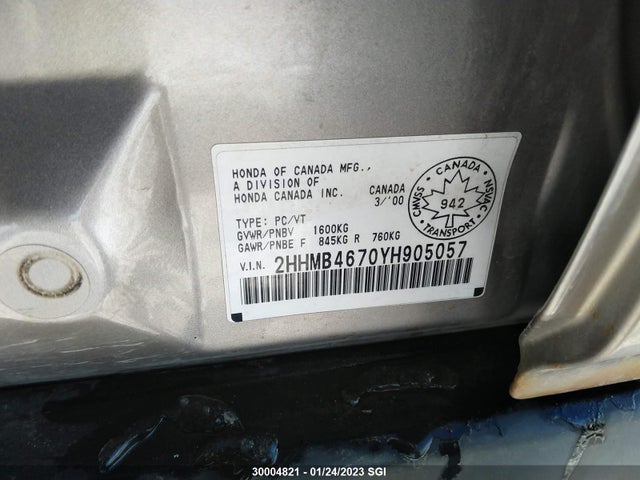 HONDA OF CANADA MFG.,
A DIVISION OF
HONDA CANADA INC.
CANADA
3/'00
TYPE: PC/VT
GVWR/PNBV 1600KG
GAWR/PNBE F 845KG R 760KG
V.I.N. 2HHMB4670YH905057
CANADA
CMVSS
942
NSVAC
TRANSPORT
30004821 - 01/24/2023 SGI